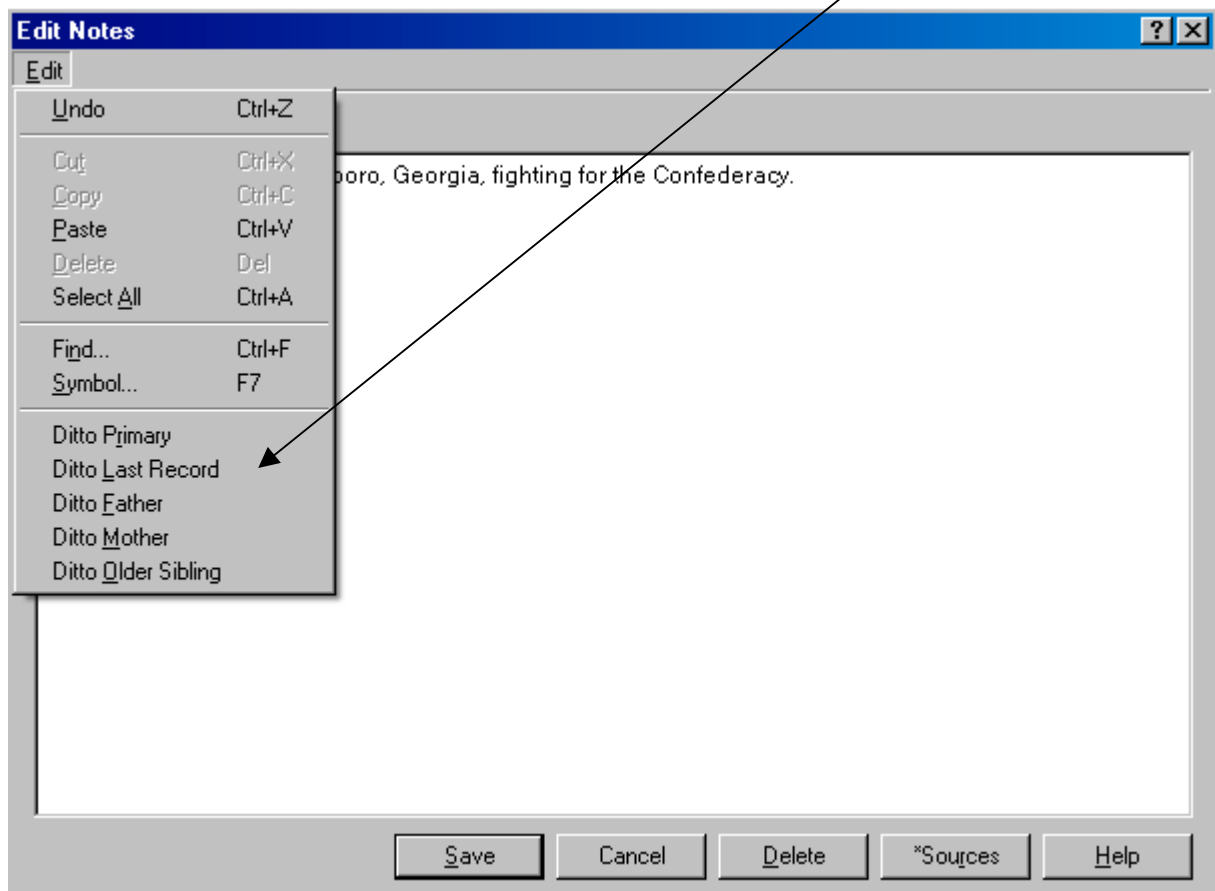 Edit Notes
Edit
Undo Ctrl+Z
Cut Ctrl+X
Copy Ctrl+C
Paste Ctrl+V
Delete Del
Select All Ctrl+A
Find... Ctrl+F
Symbol... F7
Ditto Primary
Ditto Last Record
Ditto Father
Ditto Mother
Ditto Older Sibling
boro, Georgia, fighting for the Confederacy.
Save Cancel Delete *Sources Help